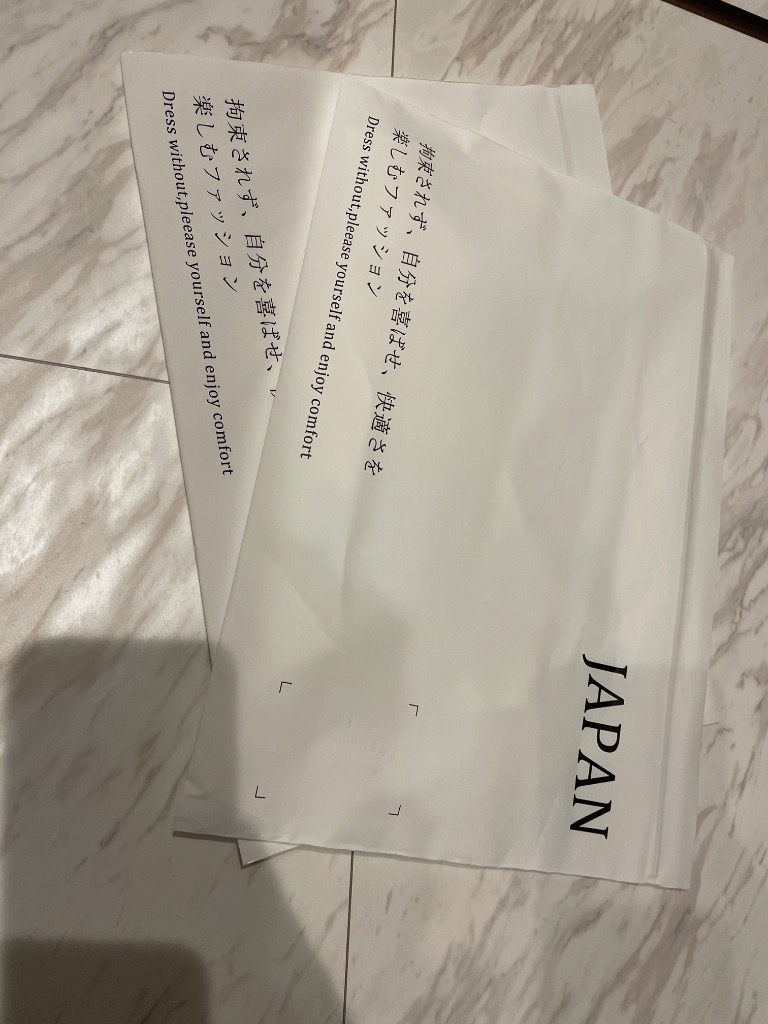 JAPAN
拘束されず、自分を喜ばせ、快適さを
楽しむファッション
Dress without,pleease yourself and enjoy comfort
拘束されず、自分を喜ばせ、
楽しむファッション
Dress without,pleease yourself and enjoy comfort